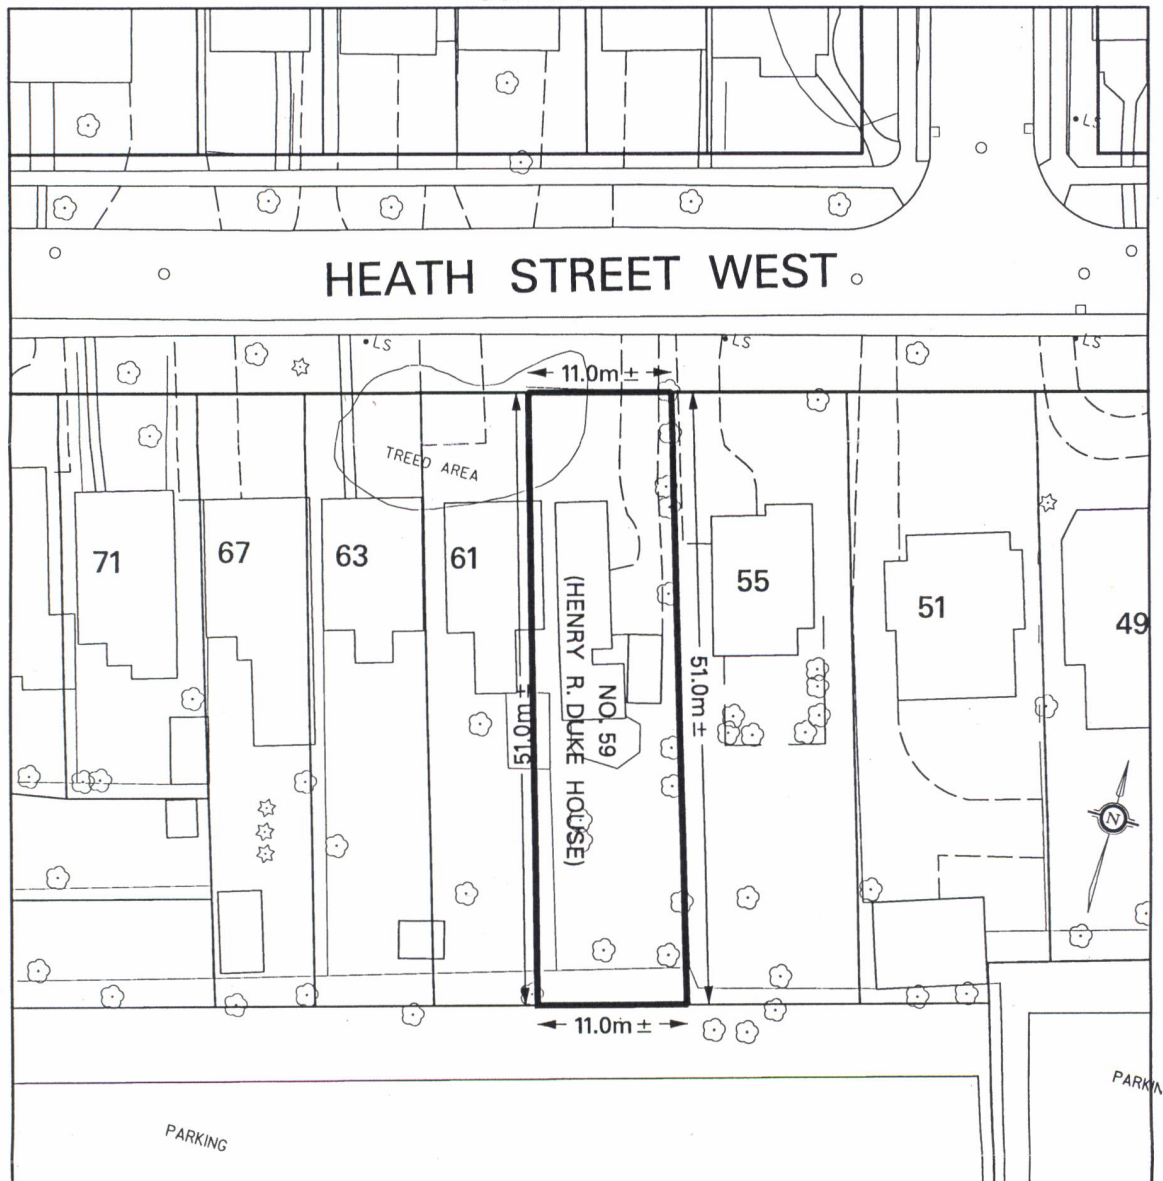 LS
HEATH STREET WEST
LS
LS
LS
11.0m ±
TREED AREA
71
67
63
61
55
51
49
(HENRY R. DUKE HOUSE)
NO. 59
51.0m ±
51.0m ±
N
11.0m ±
PARKING
PARKIN